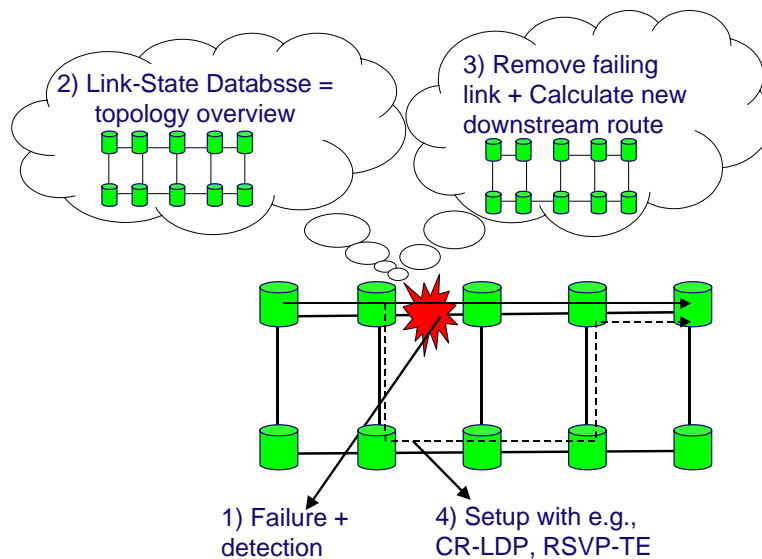 2) Link-State Databsse =
topology overview
3) Remove failing
link + Calculate new
downstream route
1) Failure +
detection
4) Setup with e.g.,
CR-LDP, RSVP-TE